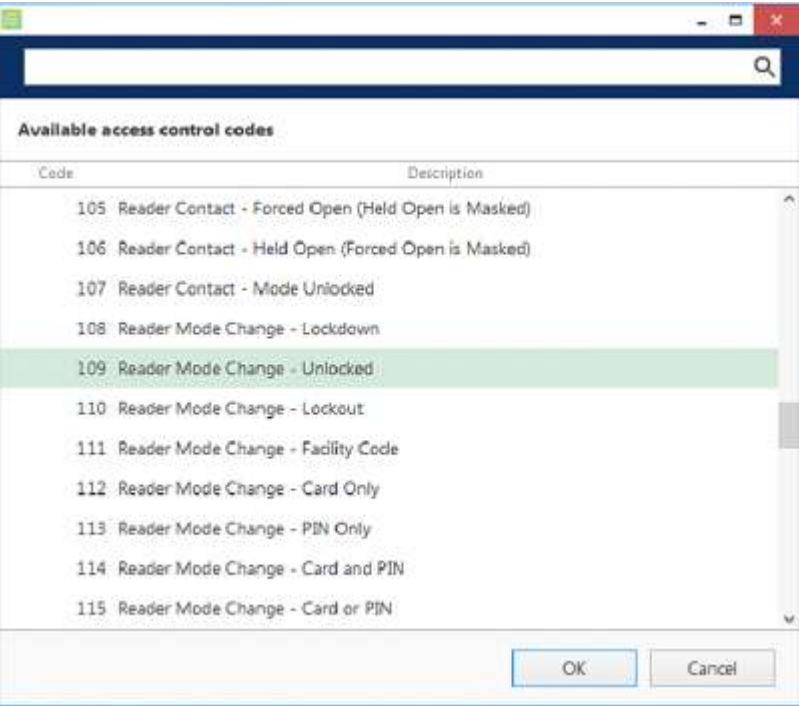 Available access control codes
Code Description
105 Reader Contact - Forced Open (Held Open is Masked)
106 Reader Contact - Held Open (Forced Open is Masked)
107 Reader Contact - Mode Unlocked
108 Reader Mode Change - Lockdown
109 Reader Mode Change - Unlocked
110 Reader Mode Change - Lockout
111 Reader Mode Change - Facility Code
112 Reader Mode Change - Card Only
113 Reader Mode Change - PIN Only
114 Reader Mode Change - Card and PIN
115 Reader Mode Change - Card or PIN
OK Cancel